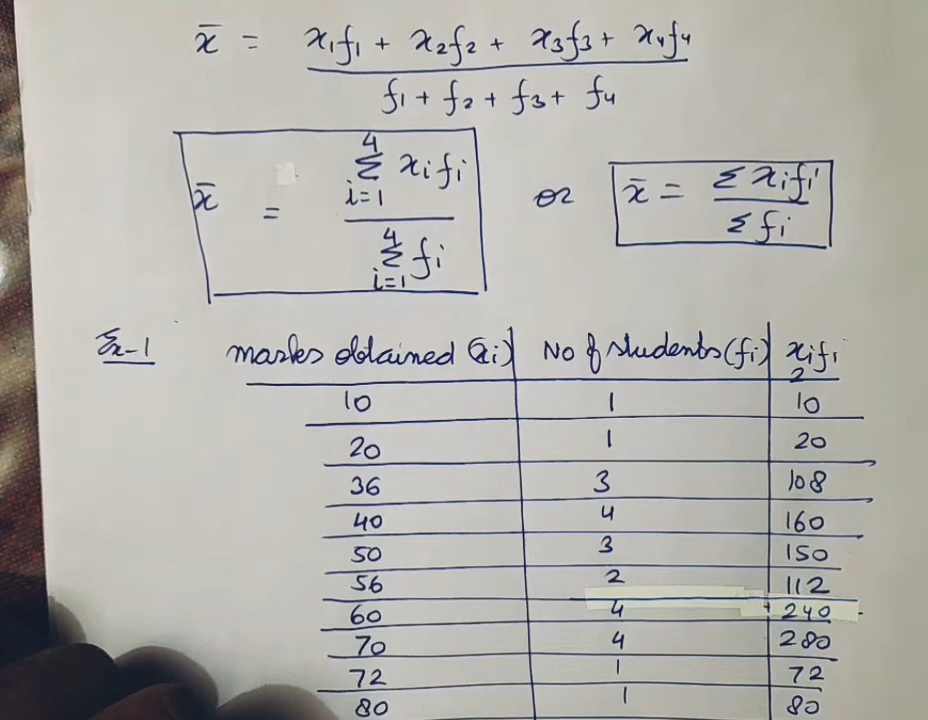 x̄ = x₁f₁ + x₂f₂ + x₃f₃ + x₄f₄
f₁ + f₂ + f₃ + f₄
x̄ = 4 Σ i=1 xᵢfᵢ / 4 Σ i=1 fᵢ or x̄ = Σxᵢfᵢ / Σfᵢ
Ex-1 marks obtained (xi) No of students (fi) xifi
10 1 10
20 1 20
36 3 108
40 4 160
50 3 150
56 2 112
60 4 240
70 4 280
72 1 72
80 1 80